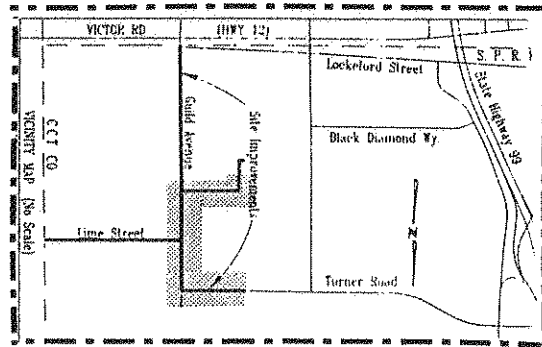 VICTOR RD (HWY 12)
S. P. R. R
Lockeford Street
State Highway 99
Guild Avenue
Site Improvements
Black Diamond Wy.
C.C.T. CO
VICINITY MAP (No Scale)
Lime Street
N
Turner Road